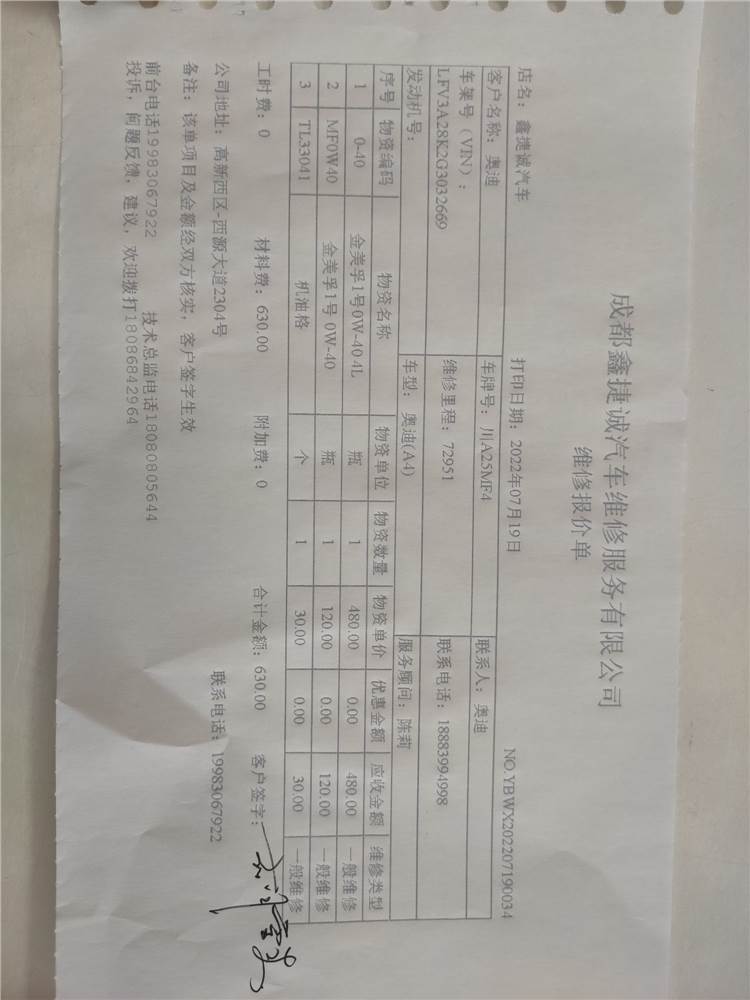 成都鑫捷诚汽车维修服务有限公司
维修报价单
店名：鑫捷诚汽车 打印日期：2022年07月19日 NO.YBWX202207190034
客户名称：奥迪 车牌号：川A25MF4 联系人：奥迪
车架号（VIN）：
LFV3A28K2G3032669 维修里程：72951 联系电话：18883994998
发动机号： 车型：奥迪(A4) 服务顾问：陈莉
序号 物资编码 物资名称 物资单位 物资数量 物资单价 优惠金额 应收金额 维修类型
1 0-40 金美孚1号0W-40 4L 瓶 1 480.00 0.00 480.00 一般维修
2 MF0W40 金美孚1号 0W-40 瓶 1 120.00 0.00 120.00 一般维修
3 TL33041 机油格 个 1 30.00 0.00 30.00 一般维修
工时费：0 材料费：630.00 附加费：0 合计金额：630.00 客户签字：
公司地址：高新西区-西源大道2304号 联系电话：19983067922
备注：该单项目及金额经双方核实，客户签字生效
前台电话19983067922 技术总监电话18080805644
投诉，问题反馈，建议，欢迎拨打18086842964